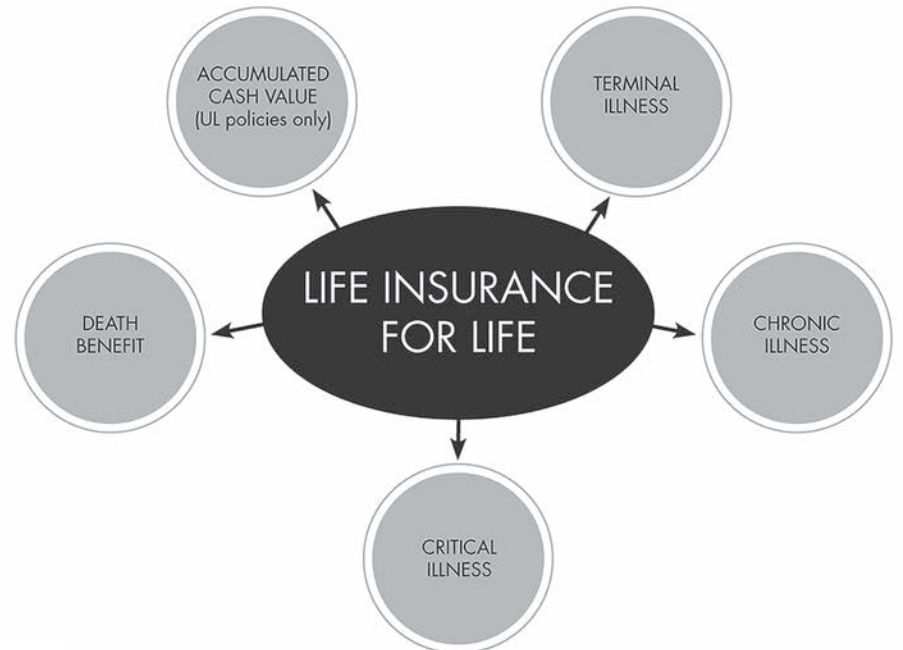 ACCUMULATED
CASH VALUE
(UL policies only)
TERMINAL
ILLNESS
LIFE INSURANCE
FOR LIFE
DEATH
BENEFIT
CHRONIC
ILLNESS
CRITICAL
ILLNESS